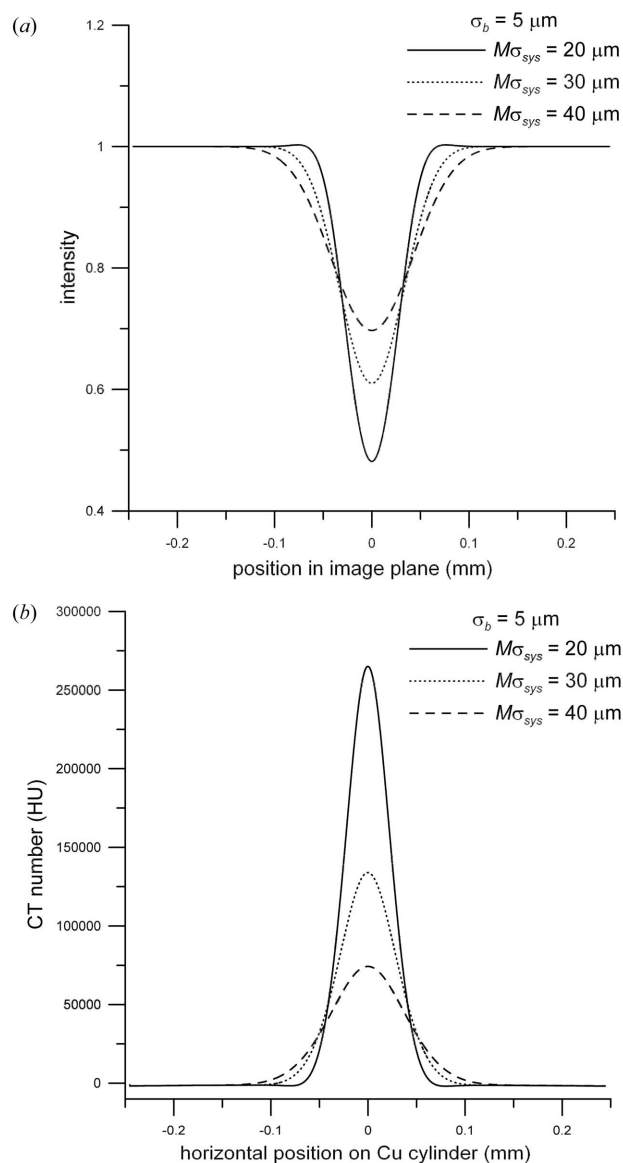 (a)
σb = 5 μm
Mσsys = 20 μm
Mσsys = 30 μm
Mσsys = 40 μm
1.2
1
0.8
0.6
0.4
intensity
-0.2
-0.1
0
0.1
0.2
position in image plane (mm)
(b)
σb = 5 μm
Mσsys = 20 μm
Mσsys = 30 μm
Mσsys = 40 μm
300000
250000
200000
150000
100000
50000
0
CT number (HU)
-0.2
-0.1
0
0.1
0.2
horizontal position on Cu cylinder (mm)